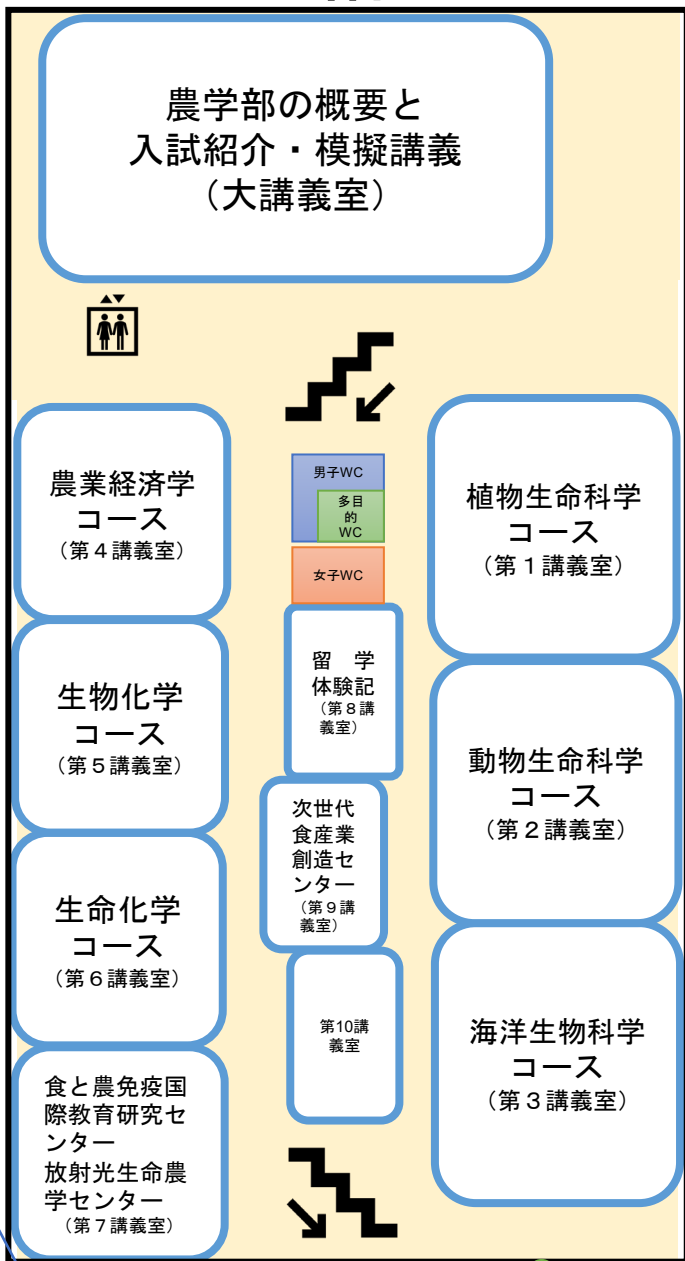 農学部の概要と
入試紹介・模擬講義
（大講義室）
農業経済学
コース
（第４講義室）
生物化学
コース
（第５講義室）
生命化学
コース
（第６講義室）
食と農免疫国
際教育研究セ
ンター
放射光生命農
学センター
（第７講義室）
男子WC
多目
的
WC
女子WC
留　学
体験記
（第８講
義室）
次世代
食産業
創造セ
ンター
（第９講
義室）
第10講
義室
植物生命科学
コース
（第１講義室）
動物生命科学
コース
（第２講義室）
海洋生物科学
コース
（第３講義室）